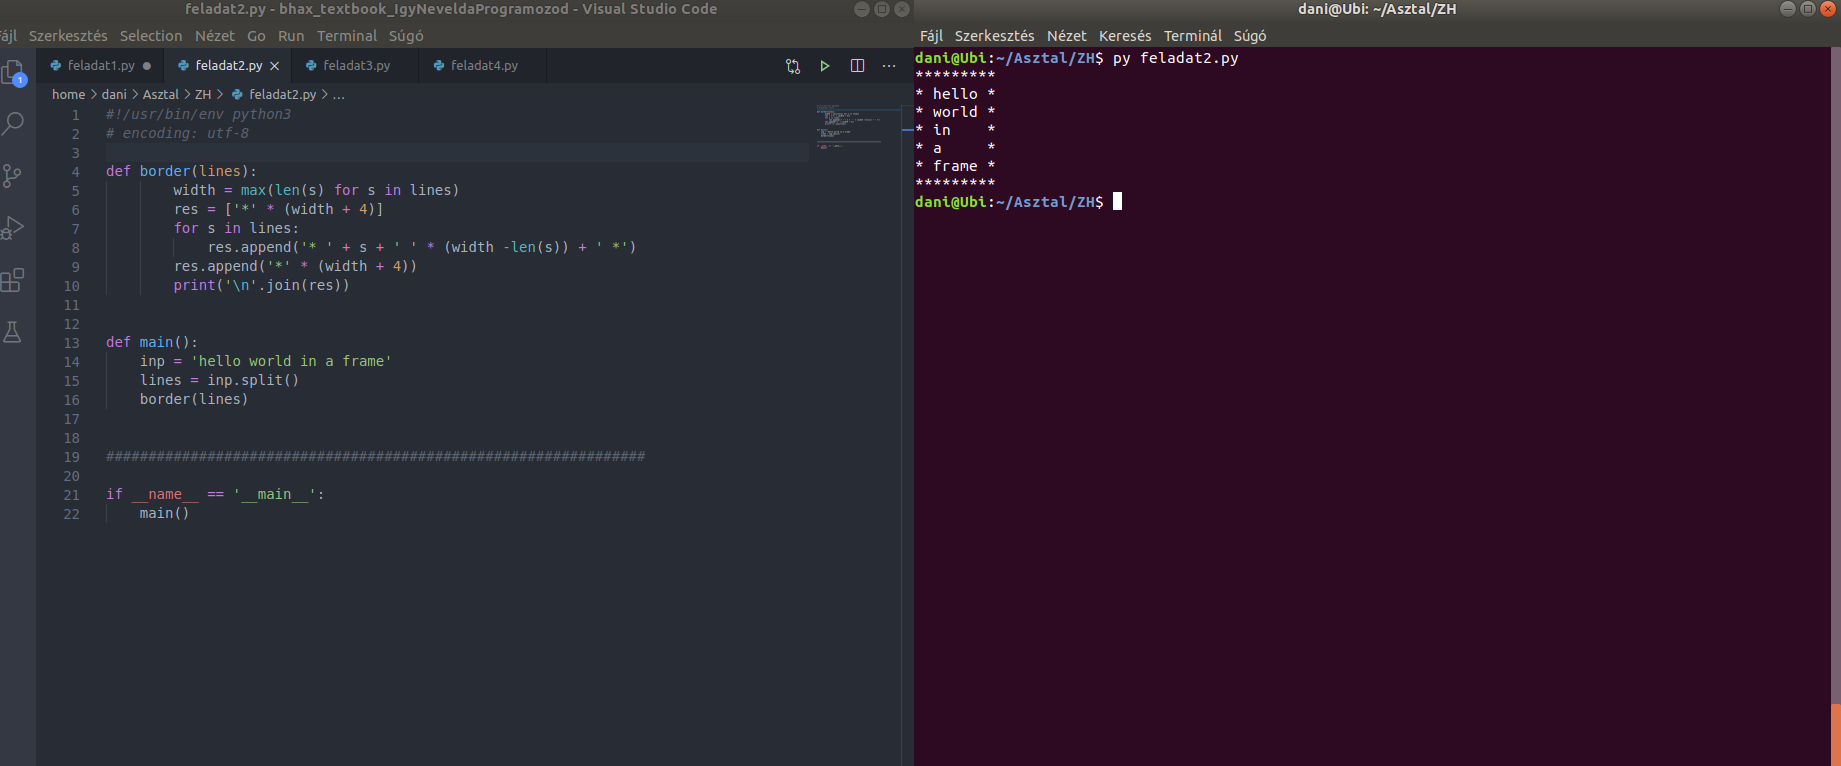 feladat2.py - bhax_textbook_IgyNeveldaProgramozod - Visual Studio Code
ájl Szerkesztés Selection Nézet Go Run Terminal Súgó
1
feladat1.py feladat2.py feladat3.py feladat4.py
home > dani > Asztal > ZH > feladat2.py > ...
1 #!/usr/bin/env python3
2 # encoding: utf-8
3
4 def border(lines):
5         width = max(len(s) for s in lines)
6         res = ['*' * (width + 4)]
7         for s in lines:
8             res.append('* ' + s + ' ' * (width -len(s)) + ' *')
9         res.append('*' * (width + 4))
10         print('\n'.join(res))
11
12
13 def main():
14     inp = 'hello world in a frame'
15     lines = inp.split()
16     border(lines)
17
18
19 ################################################################
20
21 if __name__ == '__main__':
22     main()
dani@Ubi: ~/Asztal/ZH
Fájl Szerkesztés Nézet Keresés Terminál Súgó
dani@Ubi:~/Asztal/ZH$ py feladat2.py
*********
* hello *
* world *
* in    *
* a     *
* frame *
*********
dani@Ubi:~/Asztal/ZH$